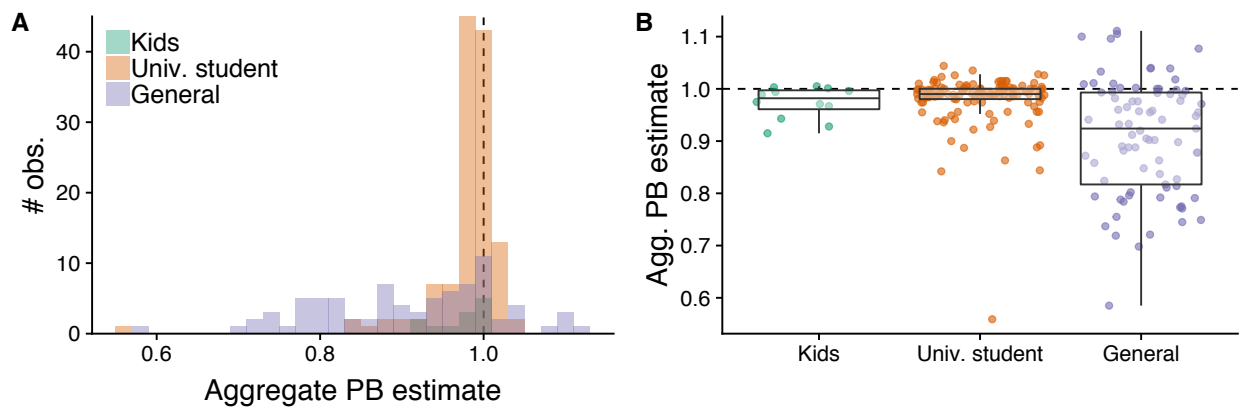 A
# obs.
40
30
20
10
0
Kids
Univ. student
General
0.6
0.8
1.0
Aggregate PB estimate
B
Agg. PB estimate
1.1
1.0
0.9
0.8
0.7
0.6
Kids
Univ. student
General